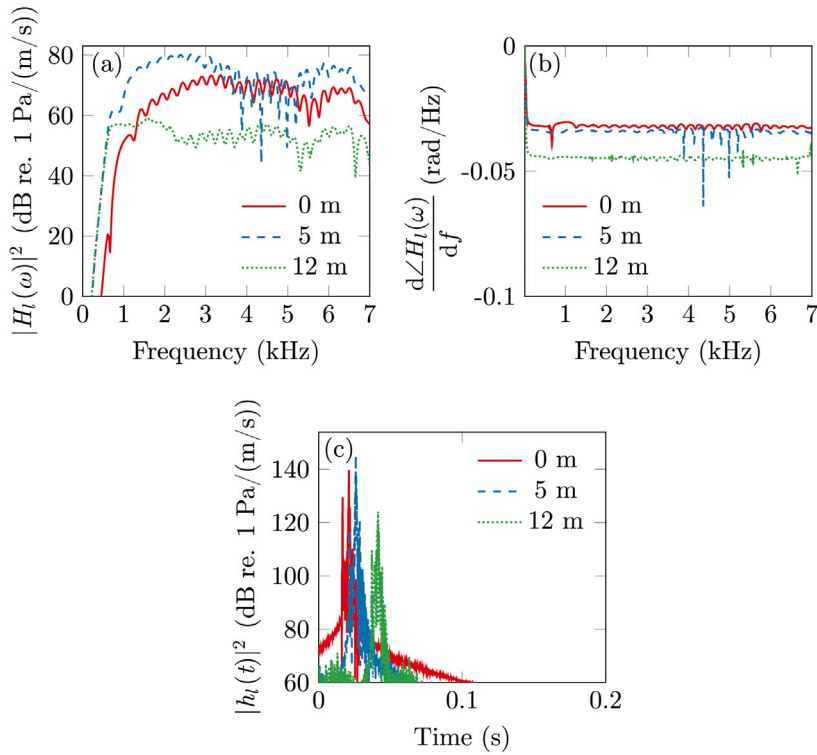 (a)
|H_l(ω)|² (dB re. 1 Pa/(m/s))
80
60
40
20
0
0 m
5 m
12 m
0 1 2 3 4 5 6 7
Frequency (kHz)
(b)
d∠H_l(ω)
df
(rad/Hz)
0
-0.05
-0.1
0 m
5 m
12 m
1 2 3 4 5 6 7
Frequency (kHz)
(c)
|h_l(t)|² (dB re. 1 Pa/(m/s))
140
120
100
80
60
0 m
5 m
12 m
0 0.1 0.2
Time (s)